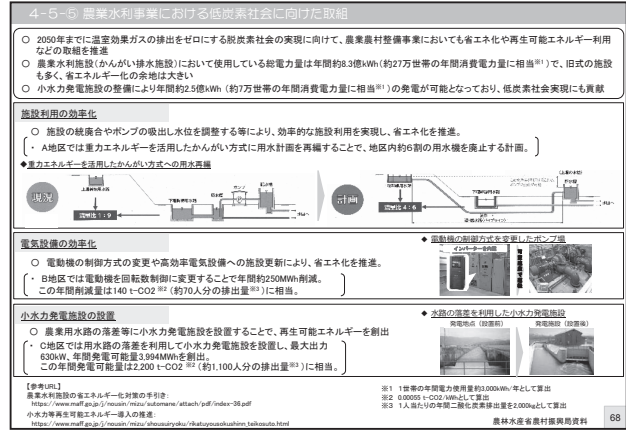 4-5-⑤ 農業水利事業における低炭素社会に向けた取組
○ 2050年までに温室効果ガスの排出をゼロにする脱炭素社会の実現に向けて、農業農村整備事業においても省エネ化や再生可能エネルギー利用
などの取組を推進
○ 農業水利施設(かんがい排水施設)において使用している総電力量は年間約8.3億kWh(約27万世帯の年間消費電力量に相当※1)で、旧式の施設
も多く、省エネルギー化の余地は大きい
○ 小水力発電施設の整備により年間約2.5億kWh(約7万世帯の年間消費電力量に相当※1)の発電が可能となっており、低炭素社会実現にも貢献
施設利用の効率化
○ 施設の統廃合やポンプの吸出し水位を調整する等により、効率的な施設利用を実現し、省エネ化を推進。
・ A地区では重力エネルギーを活用したかんがい方式に用水計画を再編することで、地区内約6割の用水機を廃止する計画。
◆重力エネルギーを活用したかんがい方式への用水再編
現況
流量比 1:9
ポンプ
計画
流量比 4:6
電気設備の効率化
○ 電動機の制御方式の変更や高効率電気設備への施設更新により、省エネ化を推進。
・ B地区では電動機を回転数制御に変更することで年間約250MWh削減。
この年間削減量は140 t-CO2 ※2 (約70人分の排出量※3)に相当。
◆ 電動機の制御方式を変更したポンプ場
小水力発電施設の設置
○ 農業用水路の落差等に小水力発電施設を設置することで、再生可能エネルギーを創出
・ C地区では用水路の落差を利用して小水力発電施設を設置し、最大出力
630kW、年間発電可能量3,994MWhを創出。
この年間発電可能量は2,200 t-CO2 ※2 (約1,100人分の排出量※3)に相当。
◆ 水路の落差を利用した小水力発電施設
発電地点(設置前)
発電施設(設置後)
【参考URL】
農業水利施設の省エネルギー化対策の手引き:
https://www.maff.go.jp/j/nousin/mizu/sutomane/attach/pdf/index-36.pdf
小水力等再生可能エネルギー導入の推進:
https://www.maff.go.jp/j/nousin/mizu/shousuiryoku/rikatuyousokushinn_teikosuto.html
※1 1世帯の年間電力使用量約3,000kWh/年として算出
※2 0.00055 t-CO2/kWhとして算出
※3 1人当たりの年間二酸化炭素排出量を2,000kgとして算出
農林水産省農村振興局資料
68